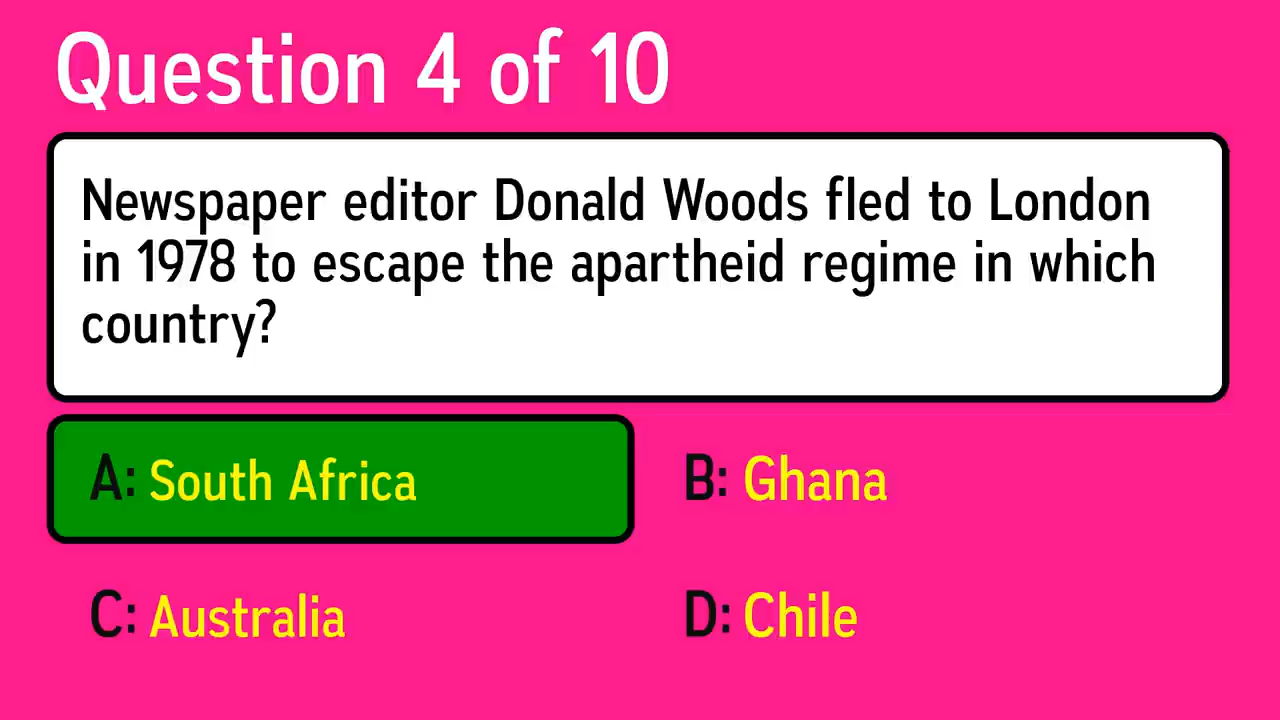 Question 4 of 10
Newspaper editor Donald Woods fled to London
in 1978 to escape the apartheid regime in which
country?
A: South Africa
B: Ghana
C: Australia
D: Chile